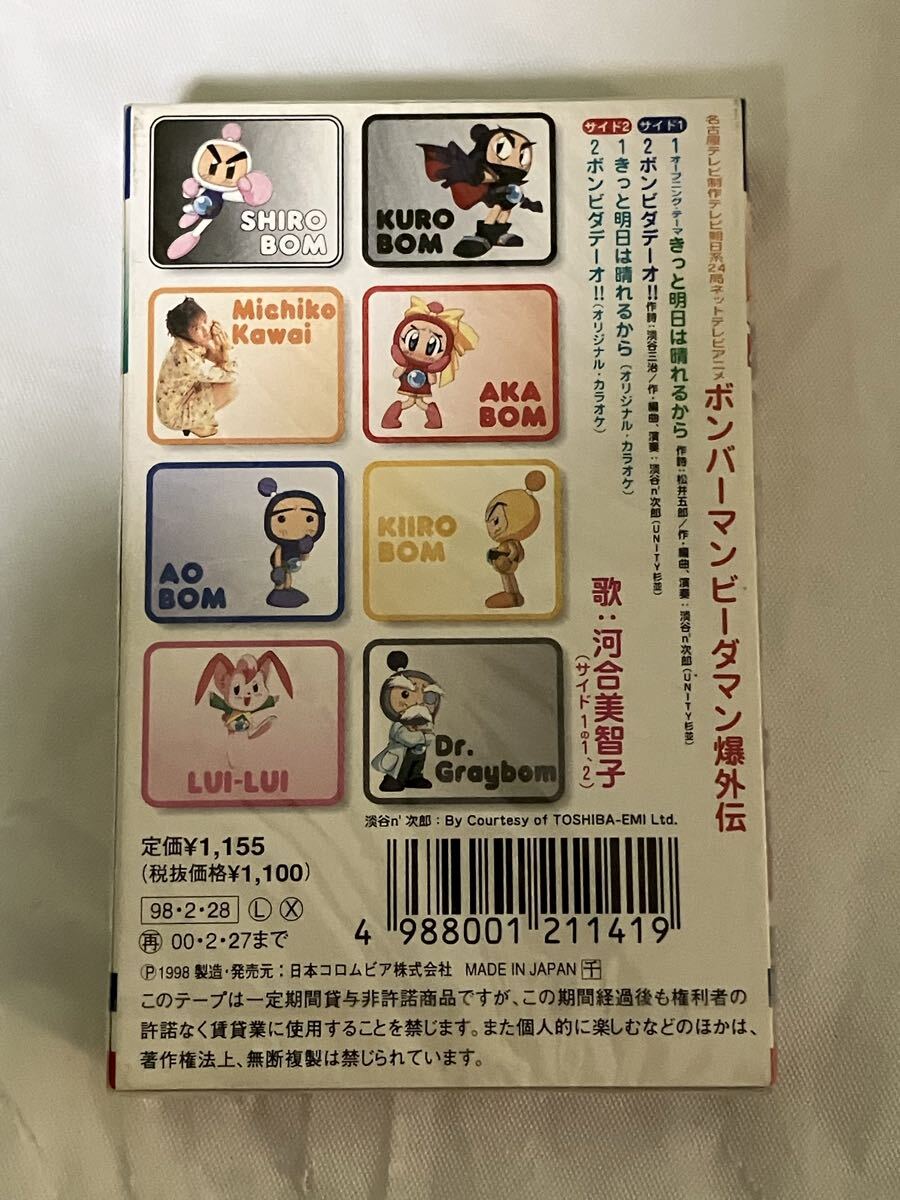 名古屋テレビ制作テレビ朝日系24局ネットテレビアニメ
ボンバーマンビーダマン爆外伝
サイド1
1 オープニング・テーマ きっと明日は晴れるから 作詩:松井五郎/作・編曲、演奏:淡谷n'次郎(UNITY杉並)
2 ボンビダデーオ!! 作詩:淡谷三治/作・編曲、演奏:淡谷n'次郎(UNITY杉並)
サイド2
1 きっと明日は晴れるから (オリジナル・カラオケ)
2 ボンビダデーオ!! (オリジナル・カラオケ)
歌:河合美智子
(サイド1の1、2)
SHIRO
BOM
KURO
BOM
Michiko
Kawai
AKA
BOM
AO
BOM
KIIRO
BOM
LUI-LUI
Dr.
Graybom
淡谷n' 次郎:By Courtesy of TOSHIBA-EMI Ltd.
定価¥1,155
(税抜価格¥1,100)
98・2・28 Ⓛ Ⓧ
再 00・2・27まで
4 988001 211419
Ⓟ1998 製造・発売元:日本コロムビア株式会社 MADE IN JAPAN 千
このテープは一定期間貸与非許諾商品ですが、この期間経過後も権利者の
許諾なく賃貸業に使用することを禁じます。また個人的に楽しむなどのほかは、
著作権法上、無断複製は禁じられています。